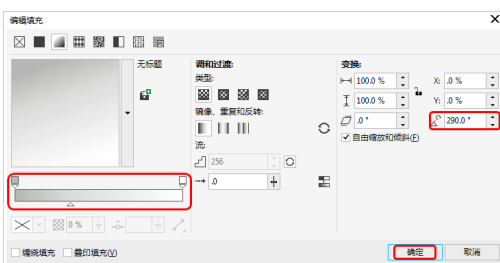 编辑填充
无标题
调和过渡:
类型:
镜像、重复和反转:
流:
256
.0
变换:
100.0 %
X: .0 %
100.0 %
Y: .0 %
.0 °
290.0 °
自由缩放和倾斜(F)
0 %
缠绕填充
叠印填充(V)
确定
取消